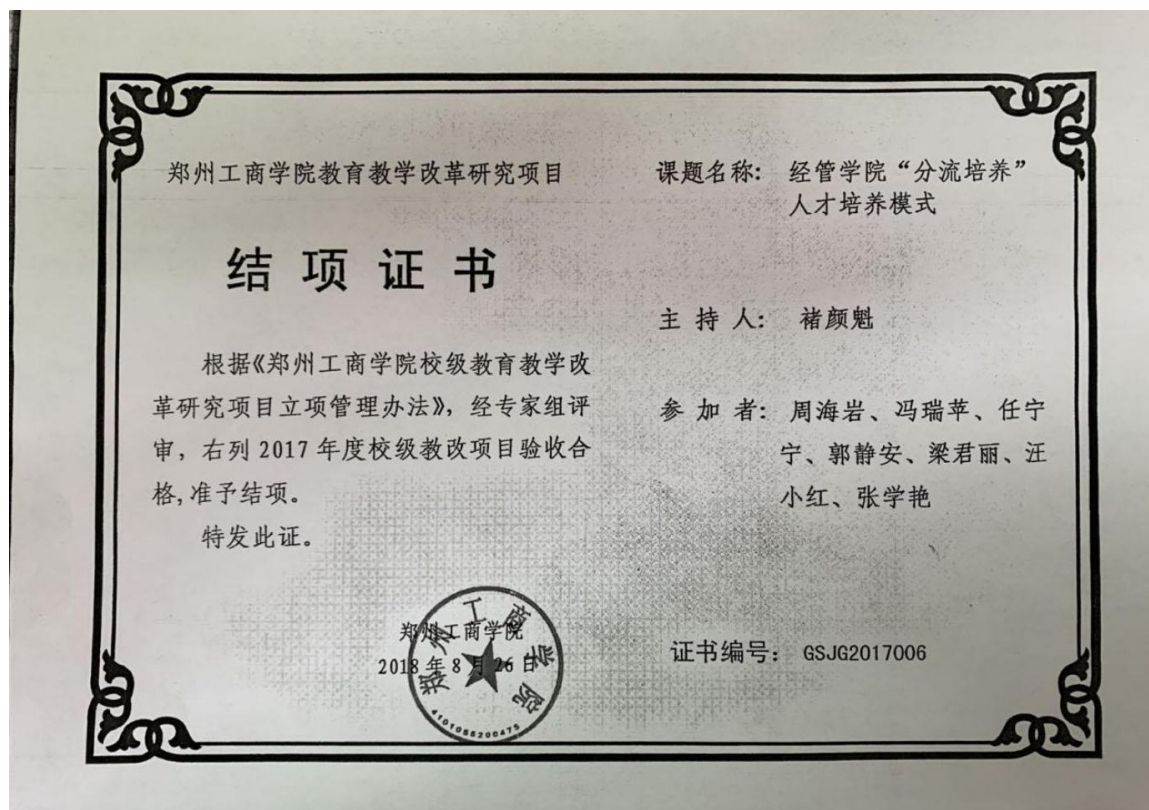 郑州工商学院教育教学改革研究项目
结项证书
根据《郑州工商学院校级教育教学改
革研究项目立项管理办法》，经专家组评
审，右列 2017 年度校级教改项目验收合
格,准予结项。
特发此证。
郑州工商学院
2018 年 8 月 26 日
郑州工商学院
4101055200475
课题名称: 经管学院“分流培养”
人才培养模式
主 持 人: 褚颜魁
参 加 者: 周海岩、冯瑞苹、任宁
宁、郭静安、梁君丽、汪
小红、张学艳
证书编号: GSJG2017006